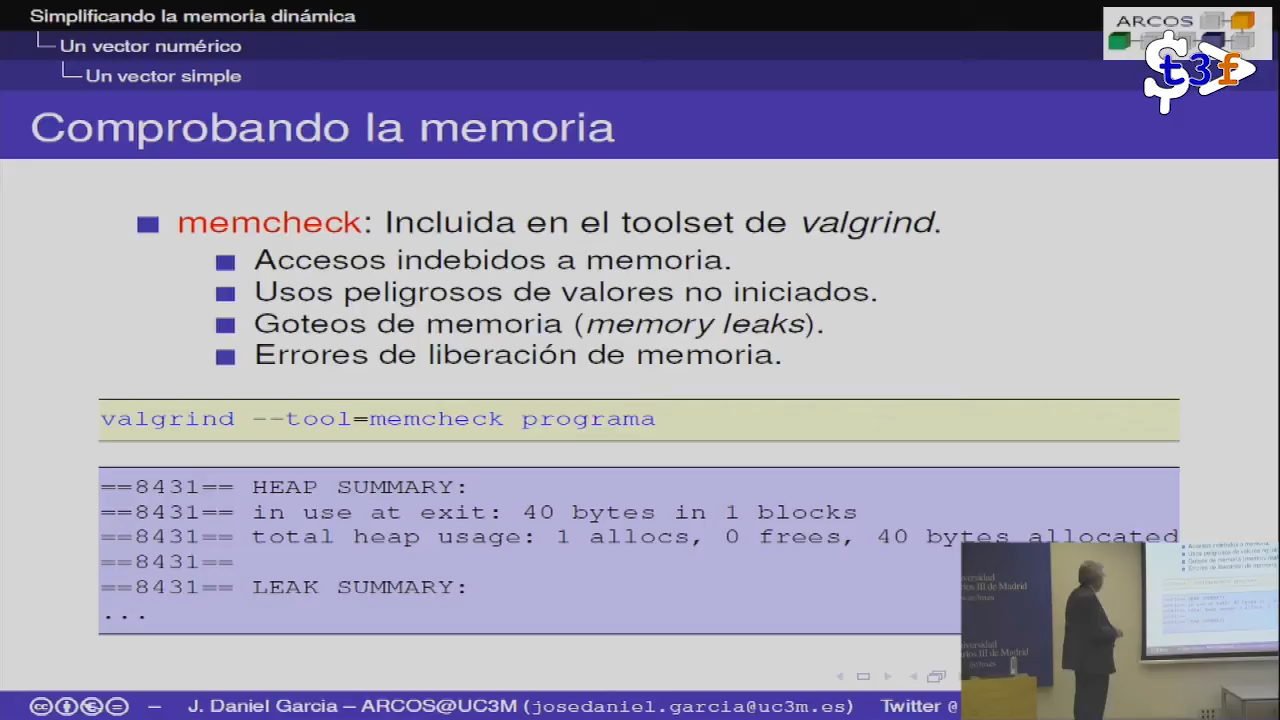 Simplificando la memoria dinámica
Un vector numérico
Un vector simple
ARCOS
t3f
Comprobando la memoria
memcheck: Incluida en el toolset de valgrind.
Accesos indebidos a memoria.
Usos peligrosos de valores no iniciados.
Goteos de memoria (memory leaks).
Errores de liberación de memoria.
valgrind --tool=memcheck programa
==8431== HEAP SUMMARY:
==8431== in use at exit: 40 bytes in 1 blocks
==8431== total heap usage: 1 allocs, 0 frees, 40 bytes allocated
==8431==
==8431== LEAK SUMMARY:
...
J. Daniel Garcia – ARCOS@UC3M (josedaniel.garcia@uc3m.es)
Twitter @